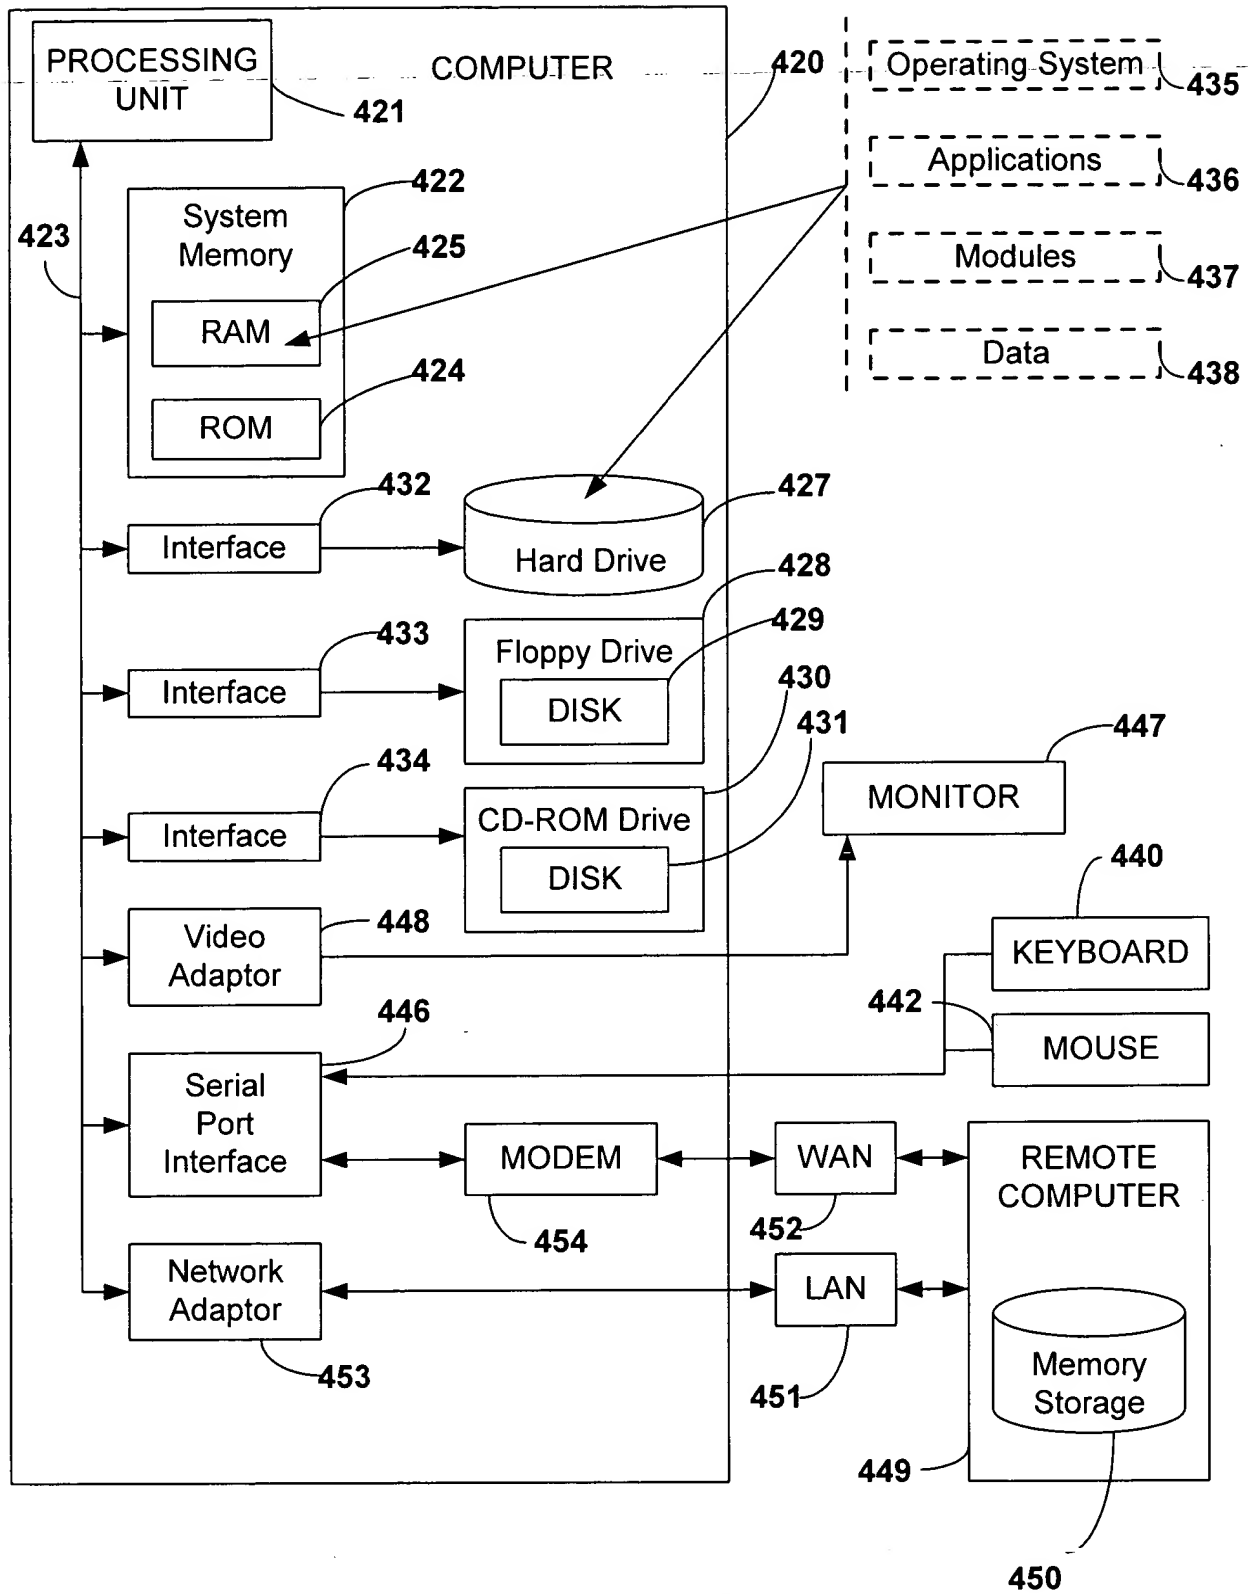 PROCESSING
UNIT
421
COMPUTER
420
Operating System
435
Applications
436
Modules
437
Data
438
423
System
Memory
422
425
RAM
424
ROM
432
Interface
427
Hard Drive
433
Interface
428
429
Floppy Drive
DISK
434
Interface
430
431
CD-ROM Drive
DISK
447
MONITOR
448
Video
Adaptor
440
KEYBOARD
442
MOUSE
446
Serial
Port
Interface
MODEM
454
WAN
452
REMOTE
COMPUTER
Network
Adaptor
453
LAN
451
Memory
Storage
449
450